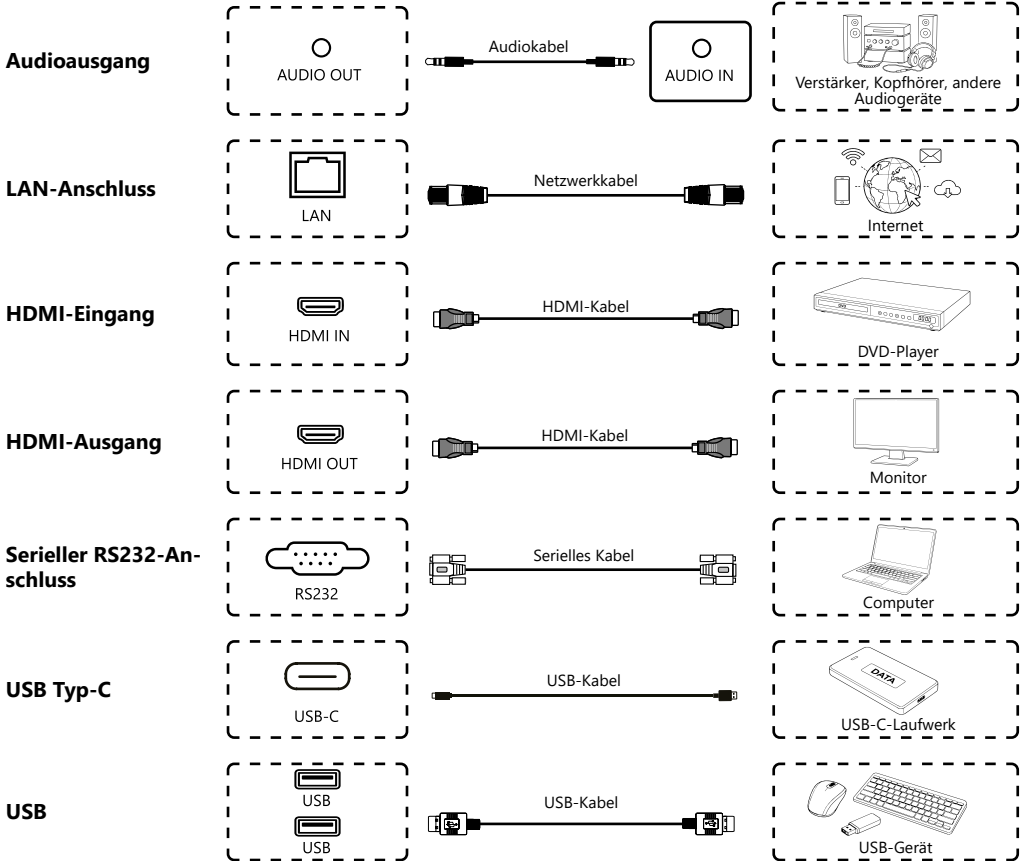 Audioausgang
AUDIO OUT
Audiokabel
AUDIO IN
Verstärker, Kopfhörer, andere
Audiogeräte
LAN-Anschluss
LAN
Netzwerkkabel
Internet
HDMI-Eingang
HDMI IN
HDMI-Kabel
DVD
DVD-Player
HDMI-Ausgang
HDMI OUT
HDMI-Kabel
Monitor
Serieller RS232-An-
schluss
RS232
Serielles Kabel
Computer
USB Typ-C
USB-C
USB-Kabel
DATA
USB-C-Laufwerk
USB
USB
USB
USB-Kabel
USB-Gerät